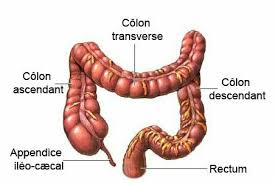 Côlon
transverse
Côlon
ascendant
Côlon
descendant
Appendice
iléo-cæcal
Rectum